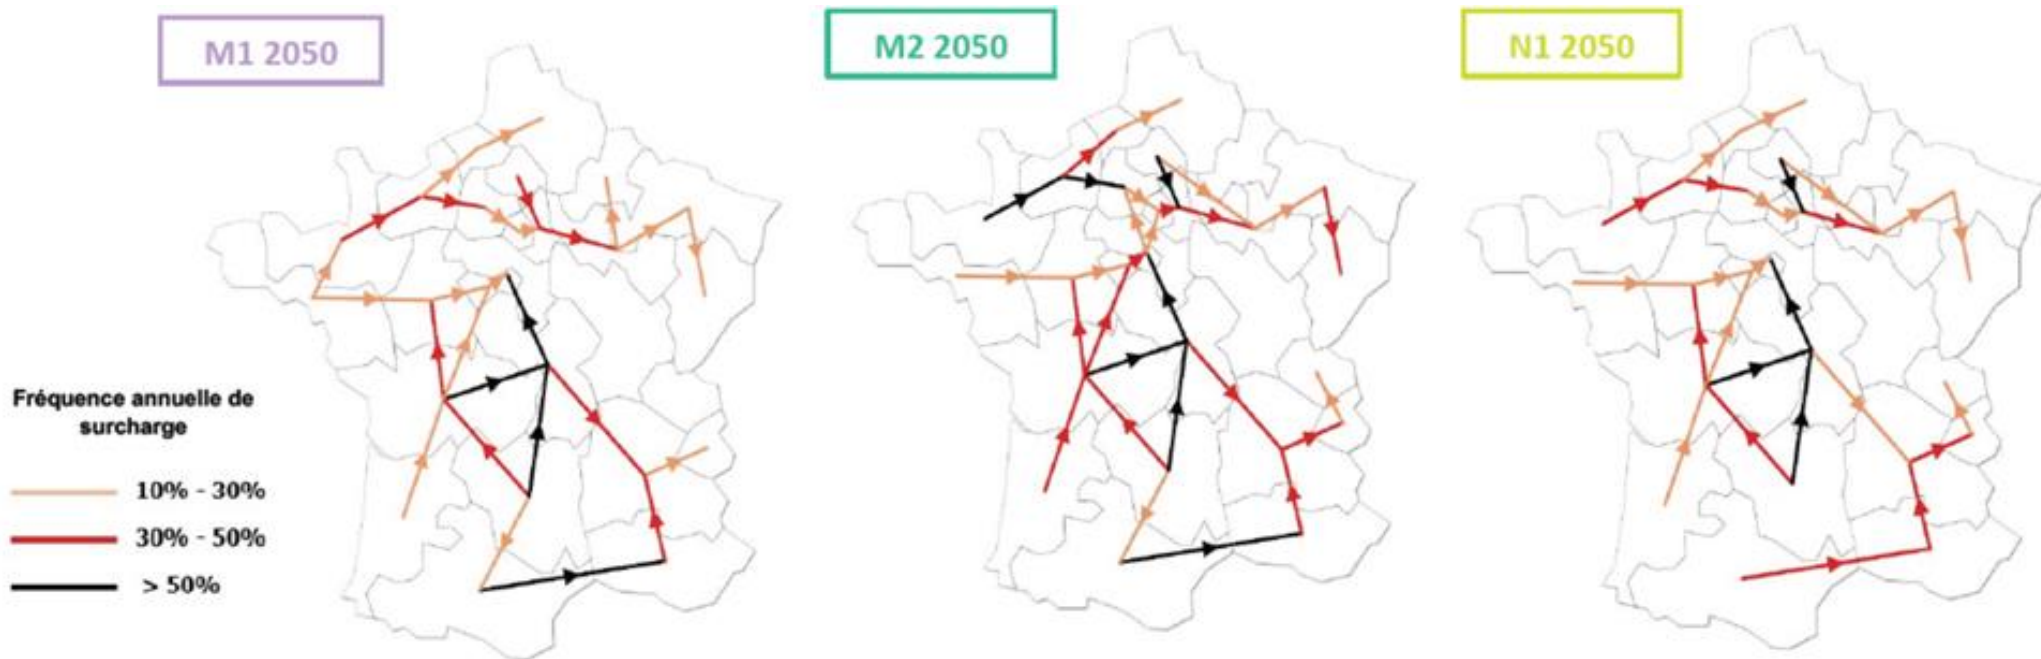 M1 2050
M2 2050
N1 2050
Fréquence annuelle de
surcharge
10% - 30%
30% - 50%
> 50%